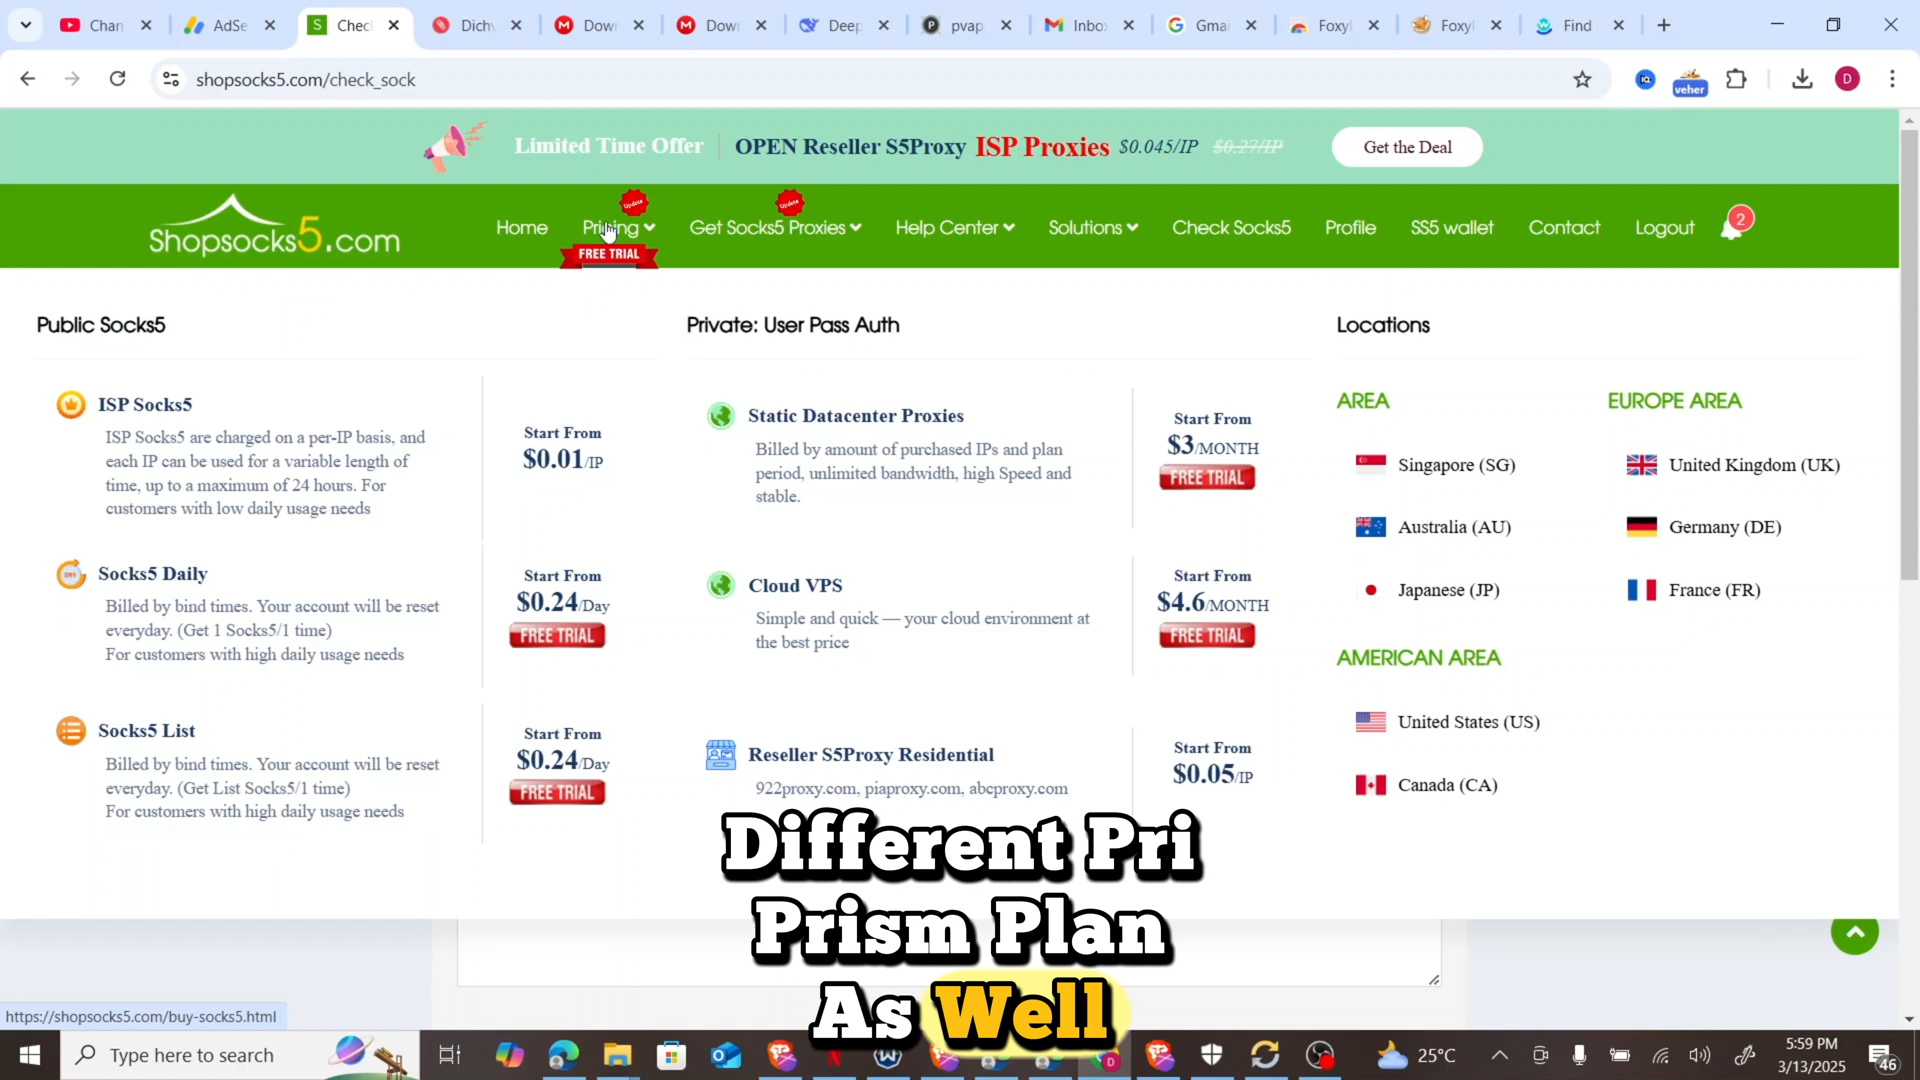 Chan
AdSe
Chec
Dich
Down
Down
Deep
pvap
Inbo
Gmai
Foxy
Foxy
Find
shopsocks5.com/check_sock
veher
D
Limited Time Offer
OPEN Reseller S5Proxy ISP Proxies $0.045/IP $0.27/IP
Get the Deal
Shopsocks5.com
Home
Pricing
Update
FREE TRIAL
Get Socks5 Proxies
Update
Help Center
Solutions
Check Socks5
Profile
SS5 wallet
Contact
Logout
2
Public Socks5
ISP Socks5
ISP Socks5 are charged on a per-IP basis, and
each IP can be used for a variable length of
time, up to a maximum of 24 hours. For
customers with low daily usage needs
Start From
$0.01/IP
Socks5 Daily
Billed by bind times. Your account will be reset
everyday. (Get 1 Socks5/1 time)
For customers with high daily usage needs
Start From
$0.24/Day
FREE TRIAL
Socks5 List
Billed by bind times. Your account will be reset
everyday. (Get List Socks5/1 time)
For customers with high daily usage needs
Start From
$0.24/Day
FREE TRIAL
Private: User Pass Auth
Static Datacenter Proxies
Billed by amount of purchased IPs and plan
period, unlimited bandwidth, high Speed and
stable.
Start From
$3/MONTH
FREE TRIAL
Cloud VPS
Simple and quick — your cloud environment at
the best price
Start From
$4.6/MONTH
FREE TRIAL
Reseller S5Proxy Residential
922proxy.com, piaproxy.com, abcproxy.com
Start From
$0.05/IP
Locations
AREA
Singapore (SG)
Australia (AU)
Japanese (JP)
EUROPE AREA
United Kingdom (UK)
Germany (DE)
France (FR)
AMERICAN AREA
United States (US)
Canada (CA)
Different Pri
Prism Plan
As Well
https://shopsocks5.com/buy-socks5.html
Type here to search
25°C
5:59 PM
3/13/2025
46